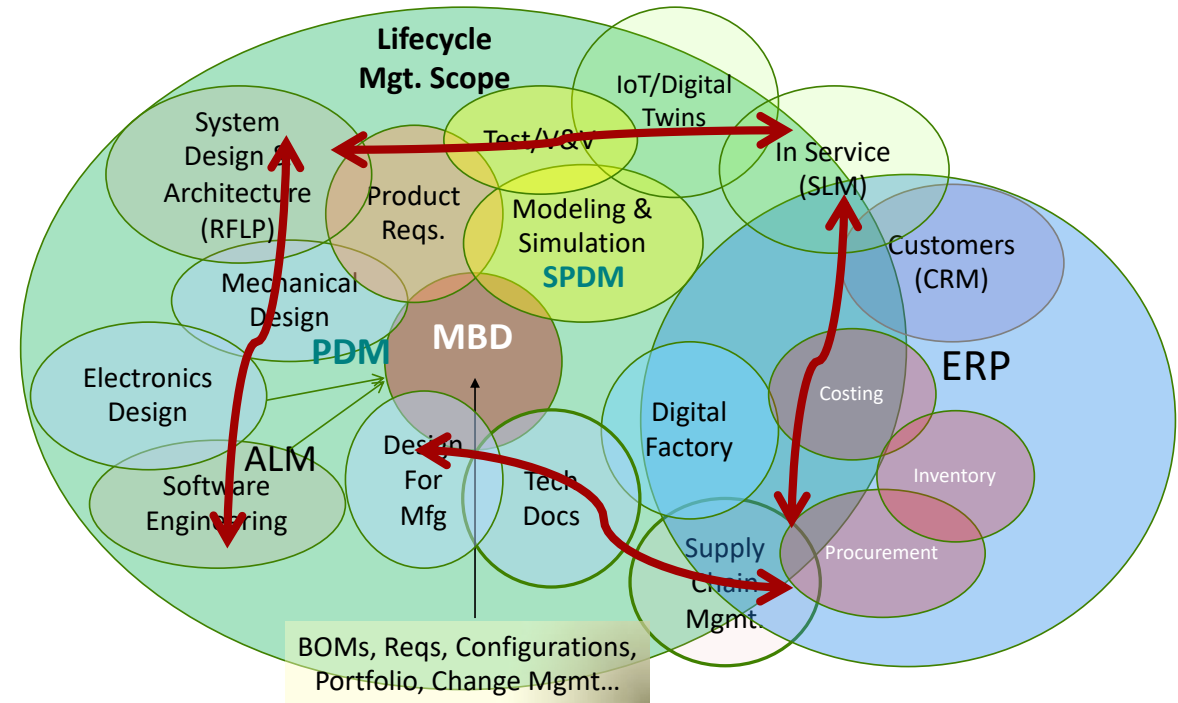 Lifecycle
Mgt. Scope
IoT/Digital
Twins
System
Design &
Architecture
(RFLP)
Test/V&V
In Service
(SLM)
Product
Reqs.
Modeling &
Simulation
SPDM
Customers
(CRM)
Mechanical
Design
PDM
MBD
ERP
Electronics
Design
Costing
Digital
Factory
ALM
Software
Engineering
Design
For
Mfg
Tech
Docs
Inventory
Supply
Chain
Mgmt.
Procurement
BOMs, Reqs, Configurations,
Portfolio, Change Mgmt…